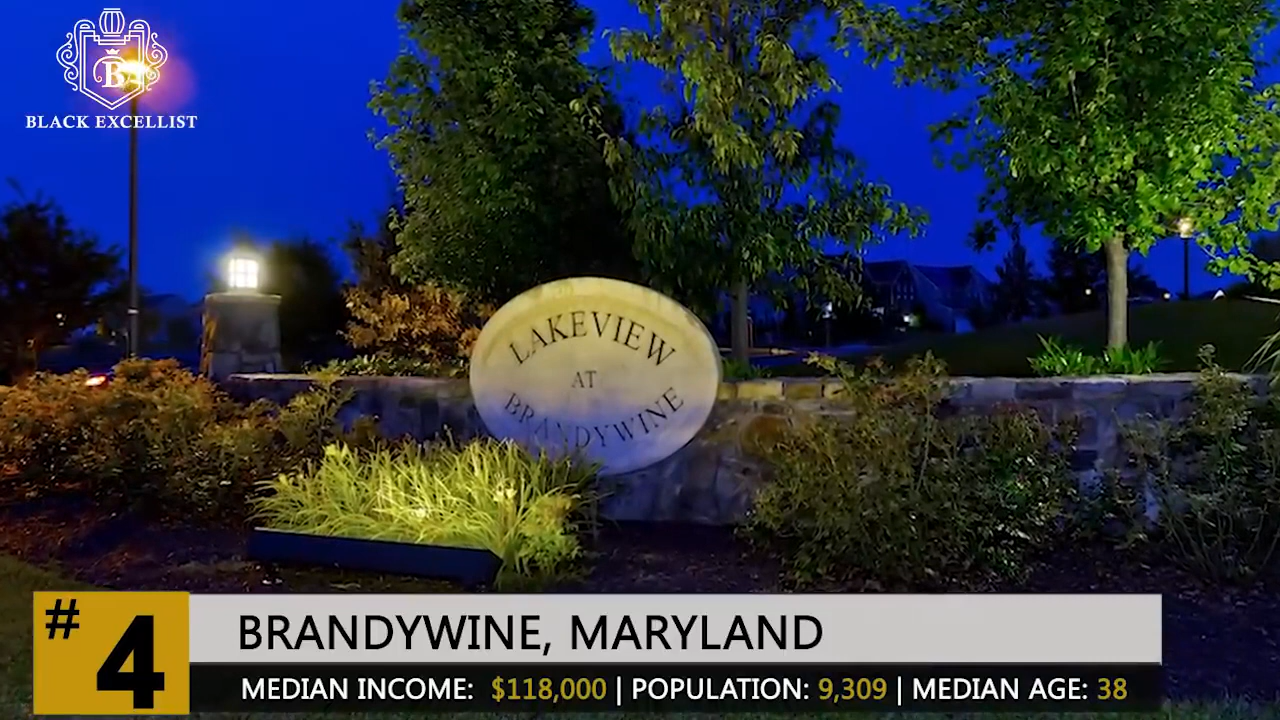 B
BLACK EXCELLIST
LAKEVIEW
AT
BRANDYWINE
#4
BRANDYWINE, MARYLAND
MEDIAN INCOME: $118,000 | POPULATION: 9,309 | MEDIAN AGE: 38